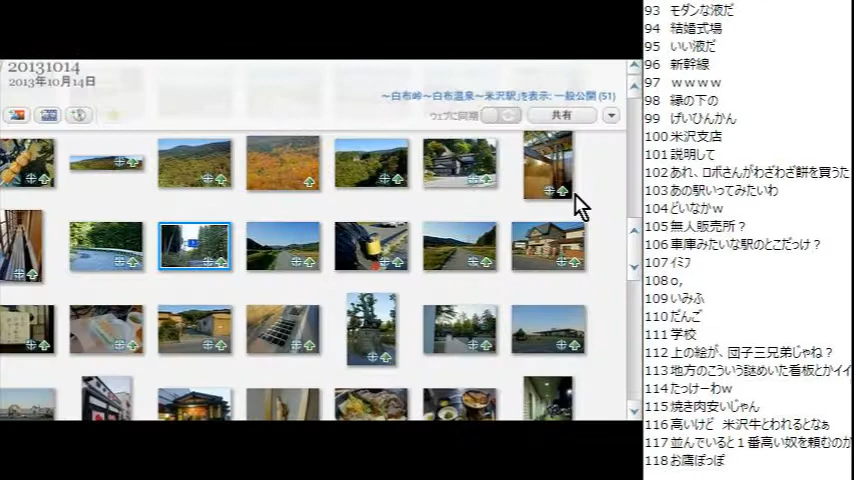 20131014
2013年10月14日
～白布峠～白布温泉～米沢駅」を表示: 一般公開 (51)
ウェブに同期
共有
93 モダンな液だ
94 結婚式場
95 いい液だ
96 新幹線
97 ｗｗｗｗ
98 縁の下の
99 げいひんかん
100 米沢支店
101 説明して
102 あれ、ロボさんがわざわざ餅を買うた
103 あの駅いってみたいわ
104 どいなかｗ
105 無人販売所？
106 車庫みたいな駅のとこだっけ？
107 ｲﾐﾌ
108 o,
109 いみふ
110 だんご
111 学校
112 上の絵が、団子三兄弟じゃね？
113 地方のこういう謎めいた看板とかイイ
114 たっけーわｗ
115 焼き肉安いじゃん
116 高いけど　米沢牛とわれるとなぁ
117 並んでいると１番高い奴を頼むのか
118 お鷹ぽっぽ